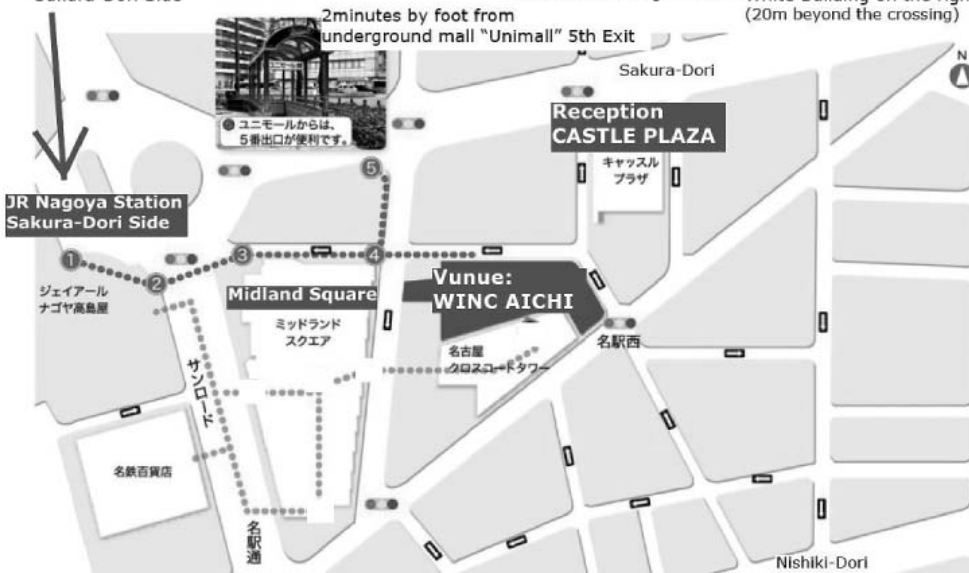 2minutes by foot from
underground mall “Unimall” 5th Exit
(20m beyond the crossing)
Sakura-Dori
N
Reception
CASTLE PLAZA
キャッスル
プラザ
❺ ユニモールからは、
5番出口が便利です。
5
JR Nagoya Station
Sakura-Dori Side
1
2
3
4
ジェイアール
ナゴヤ高島屋
Midland Square
ミッドランド
スクエア
Vunue:
WINC AICHI
名古屋
クロスコートタワー
名駅西
サンロード
名鉄百貨店
名駅通
Nishiki-Dori